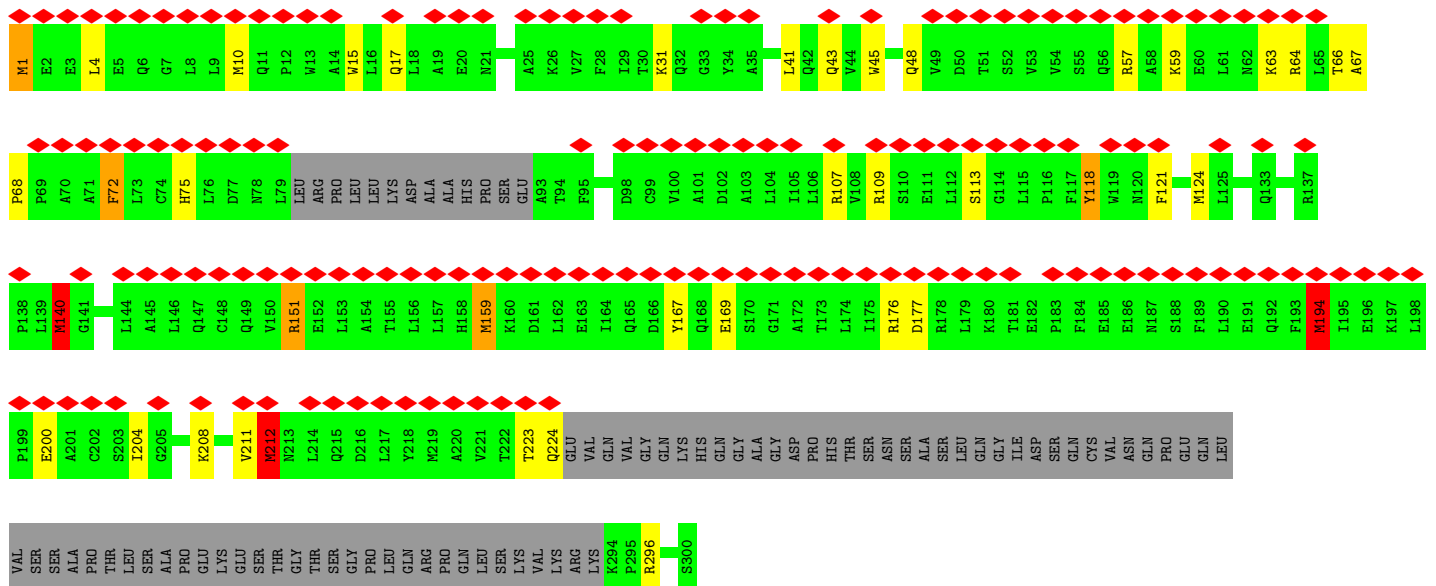 M1 E2 E3 L4 E5 Q6 G7 L8 L9 M10 Q11 P12 W13 A14 W15 L16 Q17 L18 A19 E20 N21 A25 K26 V27 F28 I29 T30 K31 Q32 G33 Y34 A35 L41 Q42 Q43 V44 W45 Q48 V49 D50 T51 S52 V53 V54 S55 Q56 R57 A58 K59 E60 L61 N62 K63 R64 L65 T66 A67
P68 P69 A70 A71 F72 L73 C74 H75 L76 D77 N78 L79 LEU ARG PRO LEU LEU LYS ASP ALA ALA HIS PRO SER GLU A93 T94 F95 D98 C99 V100 A101 D102 A103 L104 I105 L106 R107 V108 R109 S110 E111 L112 S113 G114 L115 P116 F117 Y118 W119 N120 F121 M124 L125 Q133 R137
P138 L139 M140 G141 L144 A145 L146 Q147 C148 Q149 V150 R151 E152 L153 A154 T155 L156 L157 H158 M159 K160 D161 L162 E163 I164 Q165 D166 Y167 Q168 E169 S170 G171 A172 T173 L174 I175 R176 D177 R178 L179 K180 T181 E182 P183 F184 E185 E186 N187 S188 F189 L190 E191 Q192 F193 M194 I195 E196 K197 L198
P199 E200 A201 C202 S203 I204 G205 K208 V211 M212 N213 L214 Q215 D216 L217 Y218 M219 A220 V221 T222 T223 Q224 GLU VAL GLN VAL GLY GLN LYS HIS GLN GLY ALA GLY ASP PRO HIS THR SER ASN SER ALA SER LEU GLN GLY ILE ASP SER GLN CYS VAL ASN GLN PRO GLU GLN LEU
VAL SER SER ALA PRO THR LEU SER ALA PRO GLU LYS GLU SER THR GLY THR SER GLY PRO LEU GLN ARG PRO GLN LEU SER LYS VAL LYS ARG LYS K294 P295 R296 S300